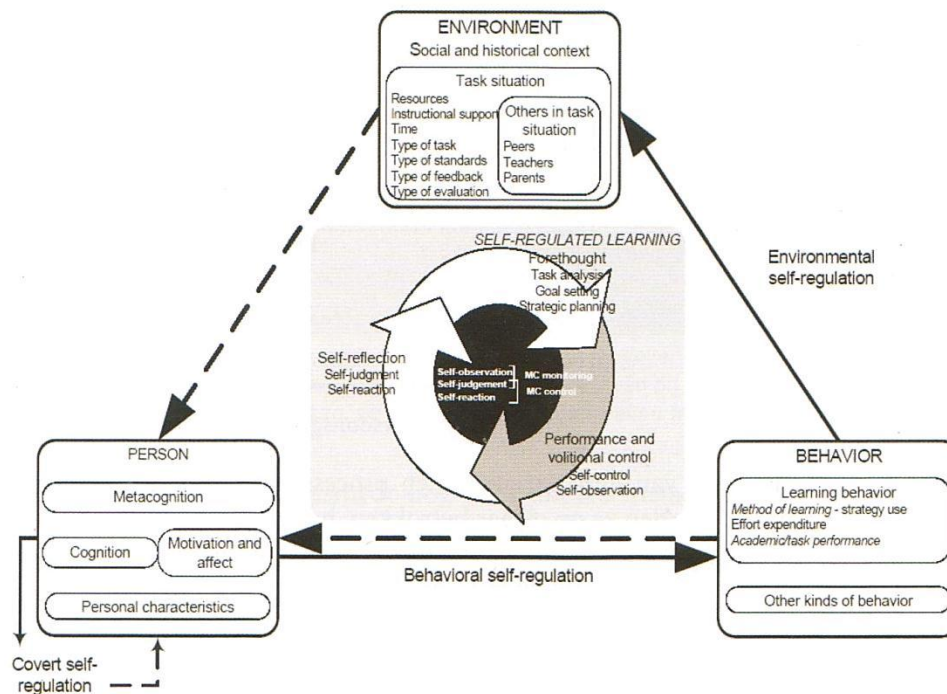 ENVIRONMENT
Social and historical context
Task situation
Resources
Instructional support
Time
Type of task
Type of standards
Type of feedback
Type of evaluation
Others in task
situation
Peers
Teachers
Parents
SELF-REGULATED LEARNING
Forethought
Task analysis
Goal setting
Strategic planning
Environmental
self-regulation
Self-reflection
Self-judgment
Self-reaction
Self-observation
Self-judgement
Self-reaction
MC monitoring
MC control
Performance and
volitional control
Self-control
Self-observation
PERSON
Metacognition
Cognition
Motivation and
affect
Personal characteristics
Behavioral self-regulation
BEHAVIOR
Learning behavior
Method of learning - strategy use
Effort expenditure
Academic/task performance
Other kinds of behavior
Covert self-
regulation